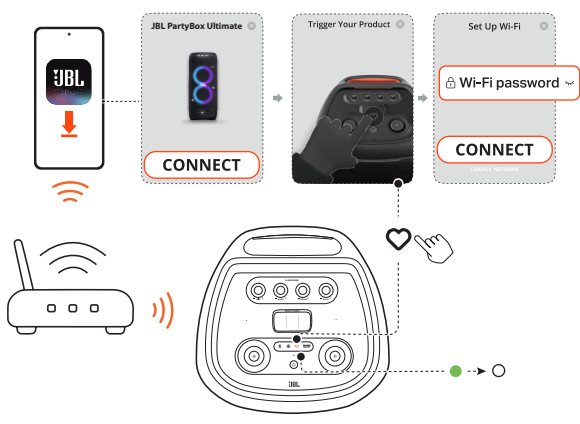 JBL
ONE
JBL PartyBox Ultimate
CONNECT
Trigger Your Product
Set Up Wi-Fi
Wi-Fi password
CONNECT
CHANGE NETWORK
JBL